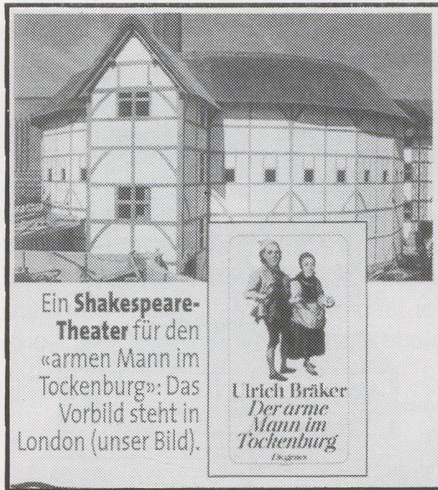 Ein Shakespeare-
Theater für den
«armen Mann im
Tockenburg»: Das
Vorbild steht in
London (unser Bild).
Ulrich Bräker
Der arme
Mann im
Tockenburg
Diogenes